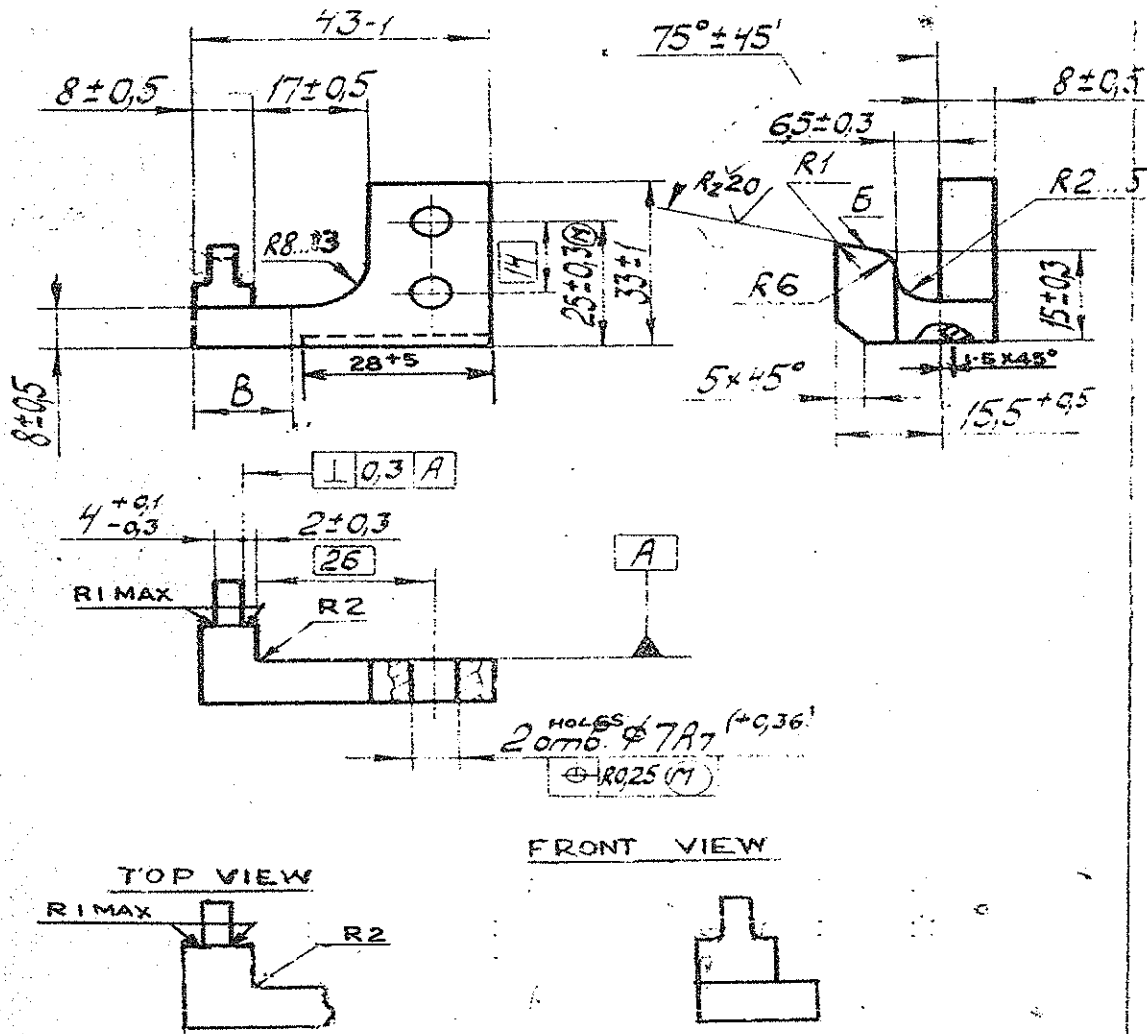 43-1
8±0,5
17±0,5
R8...13
14
25±0,3 Ⓜ
33±1
28+5
B
8±0,5
75°±45'
8±0,5
6,5±0,3
Rz20
R1
Б
R2...5
R6
15±0,3
5×45°
1.5×45°
15,5+0,5
⊥ 0,3 A
4 +0,1 -0,3
2±0,3
26
A
R1 MAX
R2
HOLES
2 отв. ⌀7A7 (+0,36)
⌖ R0,25 Ⓜ
FRONT VIEW
TOP VIEW
R1 MAX
R2